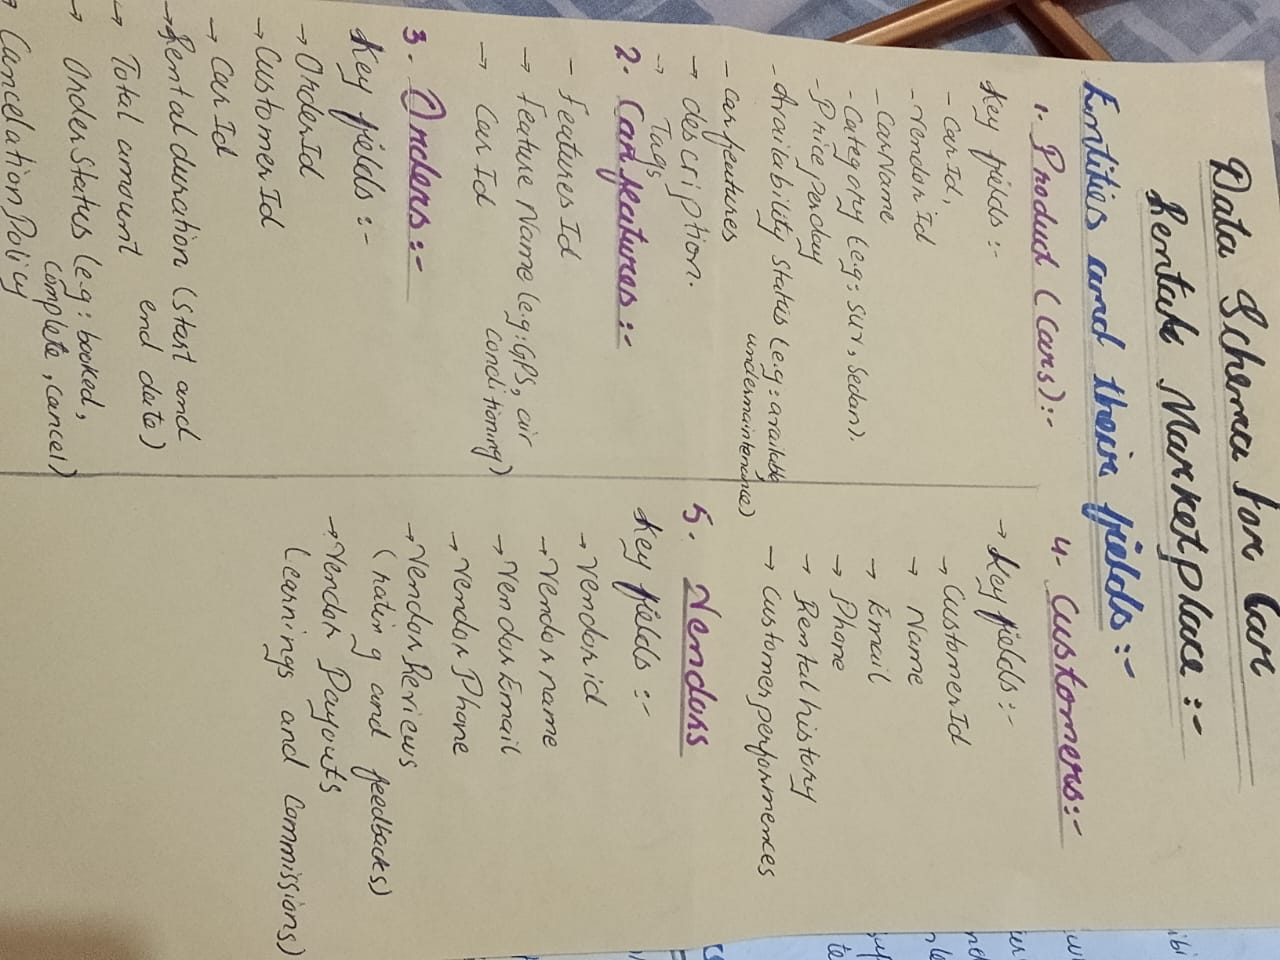 Data Schema for Car
Rental Marketplace:-
Entities and their fields:-
1. Product (Cars):-
Key fields:-
- Car Id,
- Vendor Id
- Car Name
- Category (e.g: SUV, Sedan).
- Price per day
- Availability status (e.g: available
undermaintenance)
- Car features
→ description.
→ Tags
2. Car features:-
- features Id
→ feature Name (e.g: GPS, air
conditioning)
→ Car Id
3. Orders:-
Key fields:-
→ Order Id
→ Customer Id
→ Car Id
→ Rental duration (start and
end date)
→ Total amount
→ Order status (e.g: booked,
complete, cancel)
→ Cancelation Policy
4- Customers:-
→ Key fields:-
→ Customer Id
→ Name
→ Email
→ Phone
→ Rental history
→ Customer performences
5. Vendors
Key fields:-
→ Vendor id
→ Vendor name
→ Vendor Email
→ Vendor Phone
→ Vendor Reviews
(rating and feedbacks)
→ Vendor Payouts
(earnings and commissions)